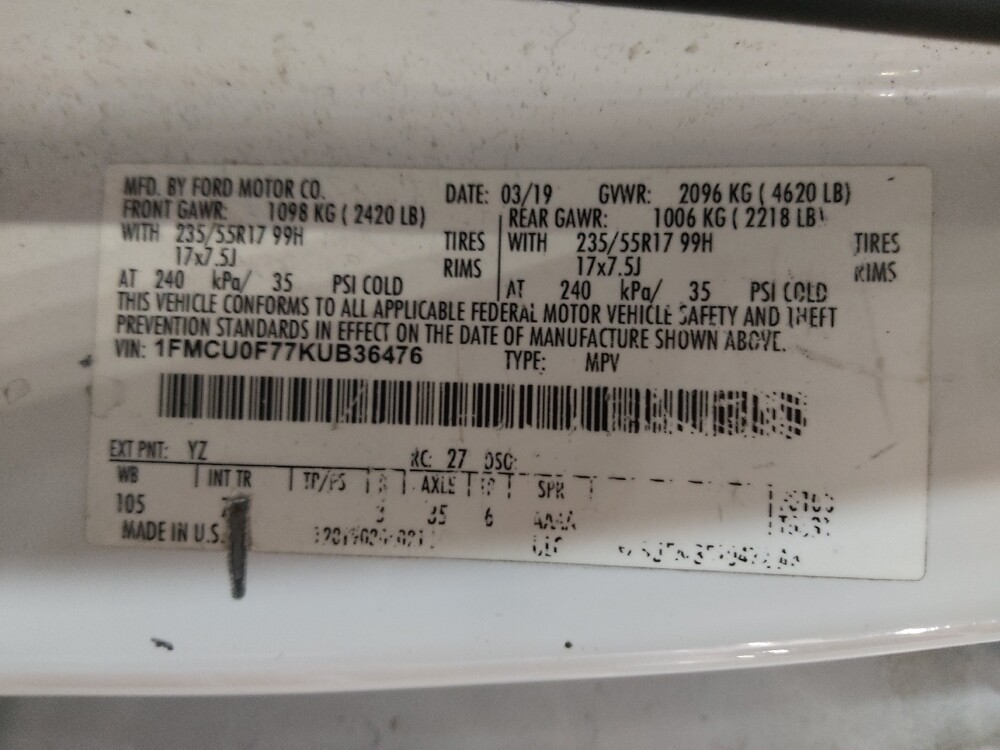 MFD. BY FORD MOTOR CO. DATE: 03/19 GVWR: 2096 KG ( 4620 LB)
FRONT GAWR: 1098 KG ( 2420 LB) REAR GAWR: 1006 KG ( 2218 LB)
WITH 235/55R17 99H TIRES WITH 235/55R17 99H TIRES
17x7.5J RIMS 17x7.5J RIMS
AT 240 kPa/ 35 PSI COLD AT 240 kPa/ 35 PSI COLD
THIS VEHICLE CONFORMS TO ALL APPLICABLE FEDERAL MOTOR VEHICLE SAFETY AND THEFT
PREVENTION STANDARDS IN EFFECT ON THE DATE OF MANUFACTURE SHOWN ABOVE.
VIN: 1FMCU0F77KUB36476 TYPE: MPV
EXT PNT: YZ RC: 27 DSO:
WB INT TR TP/PS R AXLE TR SPR
105 3 35 6 AAAA
MADE IN U.S.